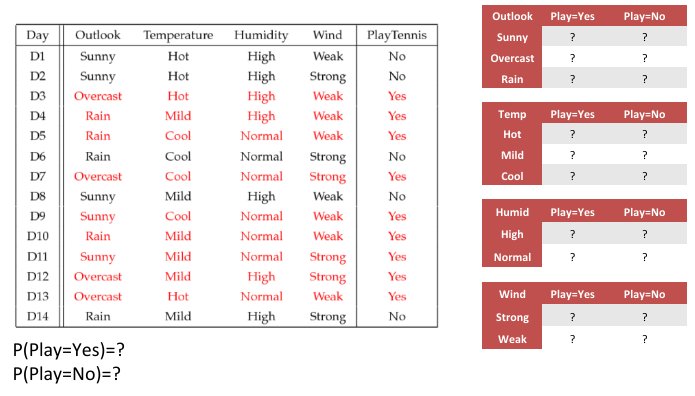 Day Outlook Temperature Humidity Wind PlayTennis
D1 Sunny Hot High Weak No
D2 Sunny Hot High Strong No
D3 Overcast Hot High Weak Yes
D4 Rain Mild High Weak Yes
D5 Rain Cool Normal Weak Yes
D6 Rain Cool Normal Strong No
D7 Overcast Cool Normal Strong Yes
D8 Sunny Mild High Weak No
D9 Sunny Cool Normal Weak Yes
D10 Rain Mild Normal Weak Yes
D11 Sunny Mild Normal Strong Yes
D12 Overcast Mild High Strong Yes
D13 Overcast Hot Normal Weak Yes
D14 Rain Mild High Strong No
P(Play=Yes)=?
P(Play=No)=?
Outlook Play=Yes Play=No
Sunny ? ?
Overcast ? ?
Rain ? ?
Temp Play=Yes Play=No
Hot ? ?
Mild ? ?
Cool ? ?
Humid Play=Yes Play=No
High ? ?
Normal ? ?
Wind Play=Yes Play=No
Strong ? ?
Weak ? ?